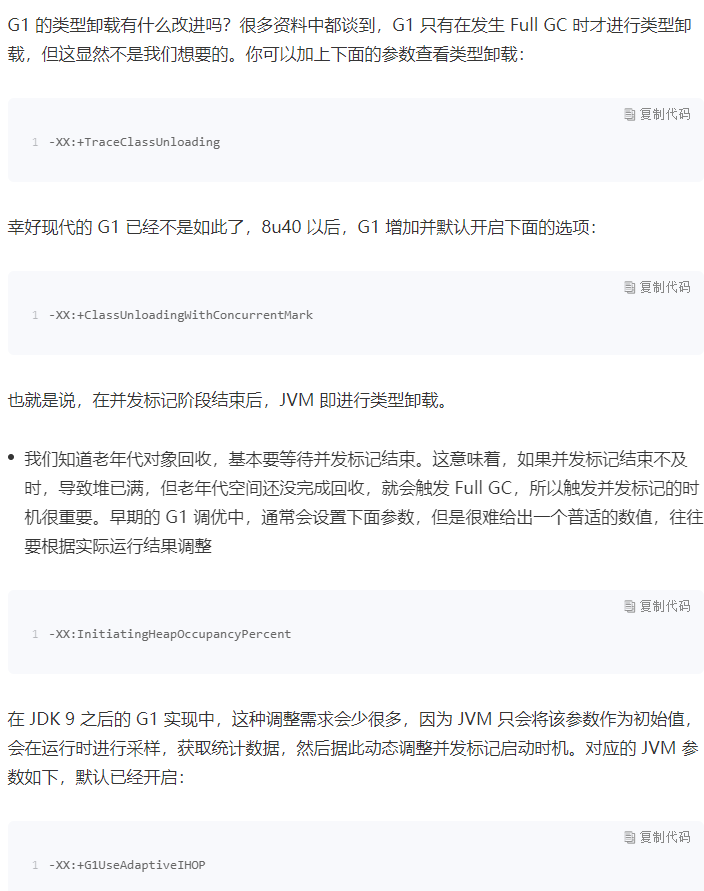 G1 的类型卸载有什么改进吗？很多资料中都谈到，G1 只有在发生 Full GC 时才进行类型卸
载，但这显然不是我们想要的。你可以加上下面的参数查看类型卸载：
复制代码
1 -XX:+TraceClassUnloading
幸好现代的 G1 已经不是如此了，8u40 以后，G1 增加并默认开启下面的选项：
复制代码
1 -XX:+ClassUnloadingWithConcurrentMark
也就是说，在并发标记阶段结束后，JVM 即进行类型卸载。
• 我们知道老年代对象回收，基本要等待并发标记结束。这意味着，如果并发标记结束不及
时，导致堆已满，但老年代空间还没完成回收，就会触发 Full GC，所以触发并发标记的时
机很重要。早期的 G1 调优中，通常会设置下面参数，但是很难给出一个普适的数值，往往
要根据实际运行结果调整
复制代码
1 -XX:InitiatingHeapOccupancyPercent
在 JDK 9 之后的 G1 实现中，这种调整需求会少很多，因为 JVM 只会将该参数作为初始值，
会在运行时进行采样，获取统计数据，然后据此动态调整并发标记启动时机。对应的 JVM 参
数如下，默认已经开启：
复制代码
1 -XX:+G1UseAdaptiveIHOP